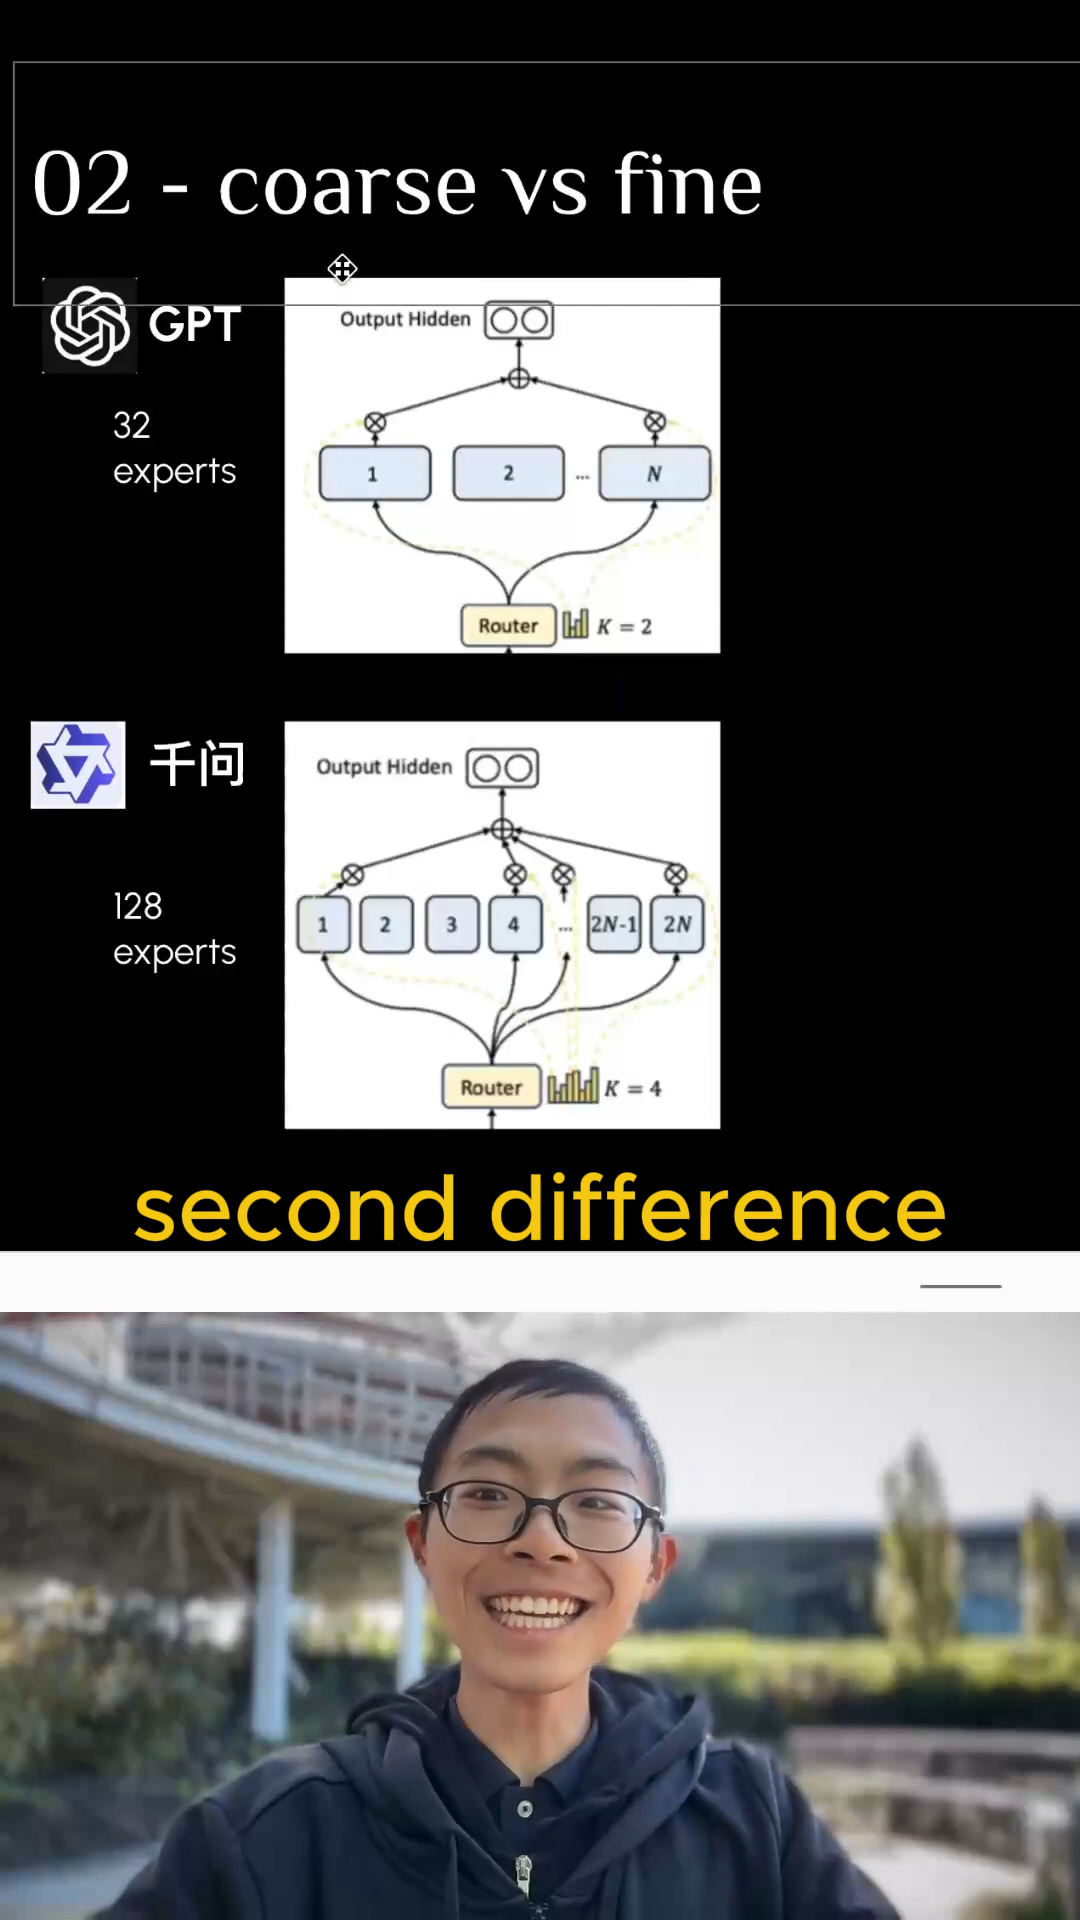 02 - coarse vs fine
GPT
32
experts
Output Hidden
1
2
...
N
Router
K = 2
千问
128
experts
Output Hidden
1
2
3
4
...
2N-1
2N
Router
K = 4
second difference